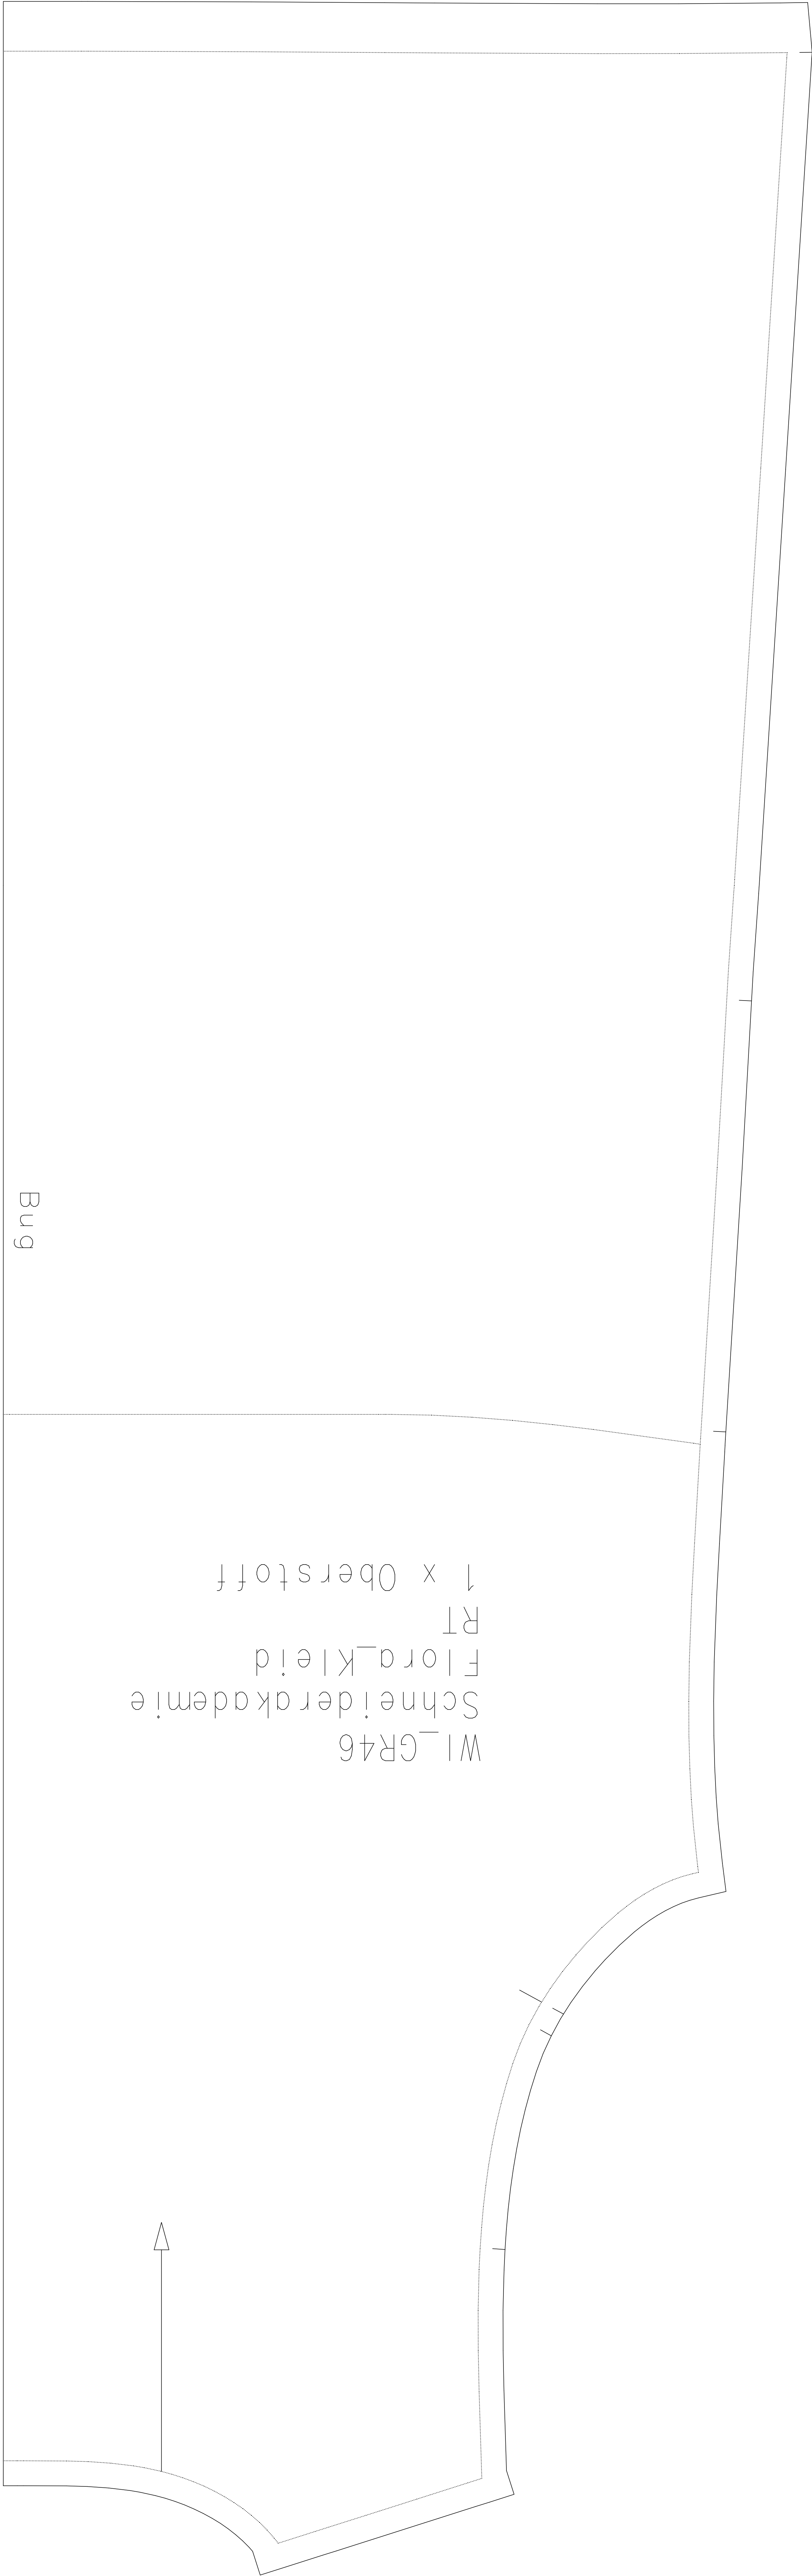 WI_GR46
Schneiderakademie
Flora_Kleid
RT
1 x Oberstoff
Bug